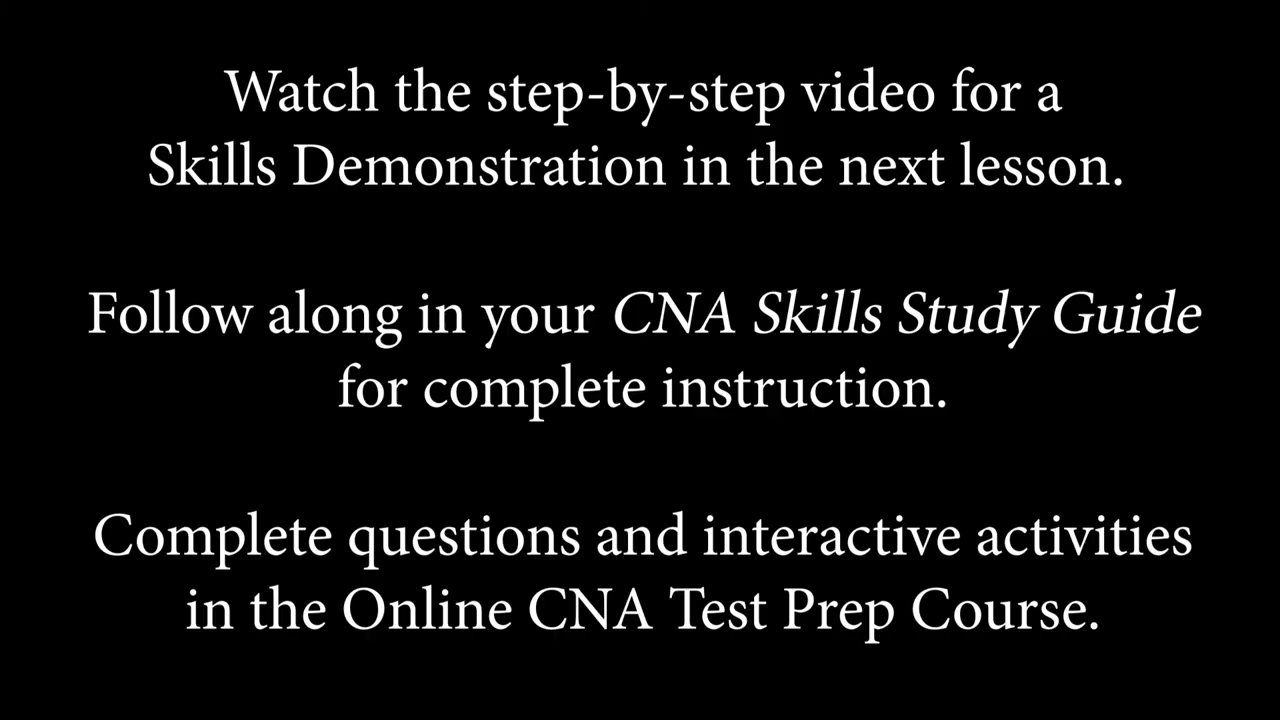 Watch the step-by-step video for a
Skills Demonstration in the next lesson.
Follow along in your CNA Skills Study Guide
for complete instruction.
Complete questions and interactive activities
in the Online CNA Test Prep Course.